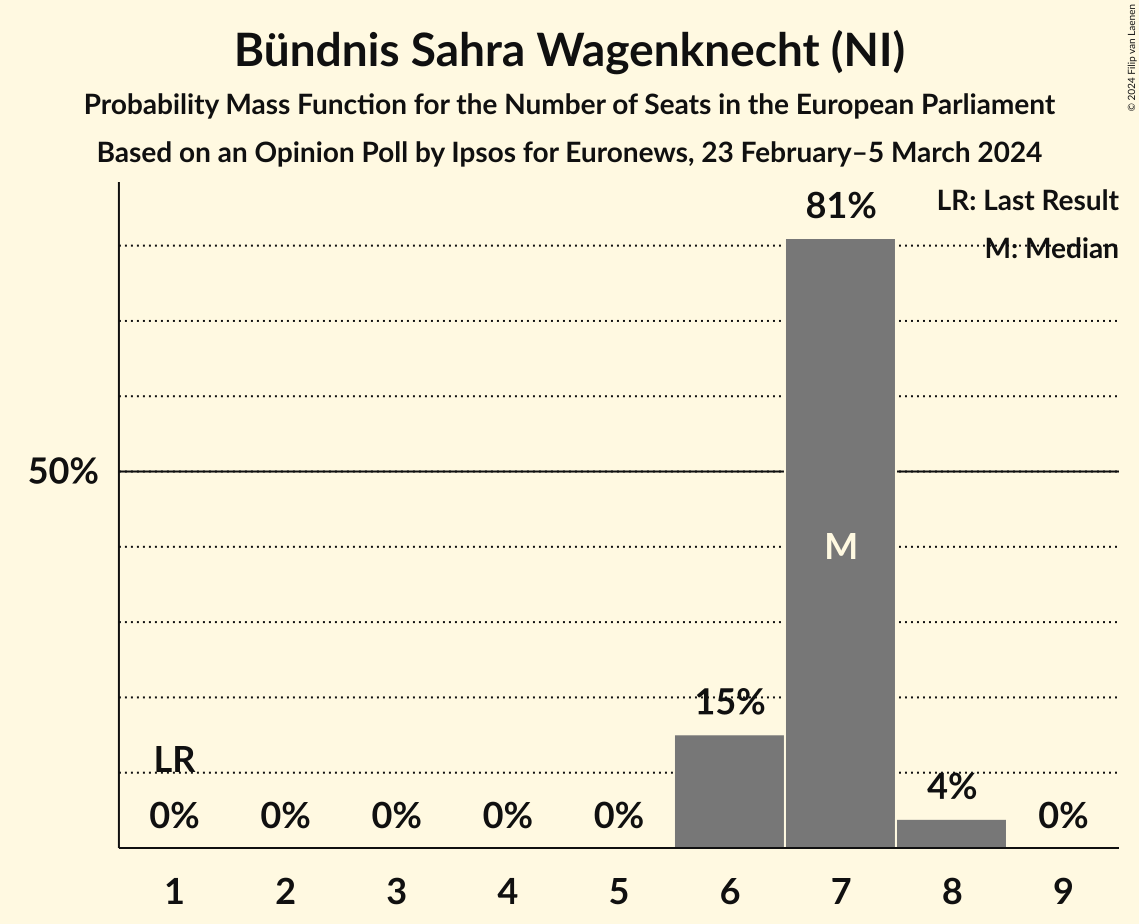 Bündnis Sahra Wagenknecht (NI)
Probability Mass Function for the Number of Seats in the European Parliament
Based on an Opinion Poll by Ipsos for Euronews, 23 February–5 March 2024
© 2024 Filip van Laenen
LR: Last Result
M: Median
81%
50%
M
15%
LR
4%
0% 0% 0% 0% 0% 0%
1 2 3 4 5 6 7 8 9